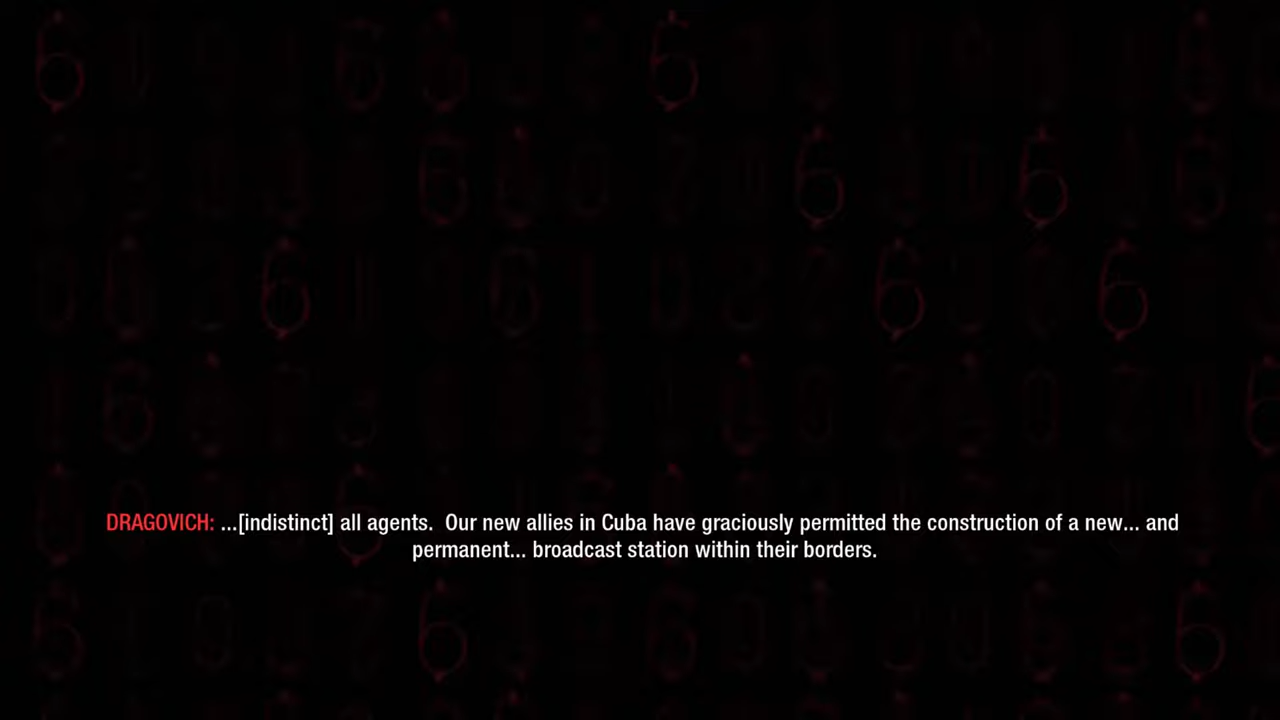 DRAGOVICH: ...[indistinct] all agents.  Our new allies in Cuba have graciously permitted the construction of a new... and
permanent... broadcast station within their borders.